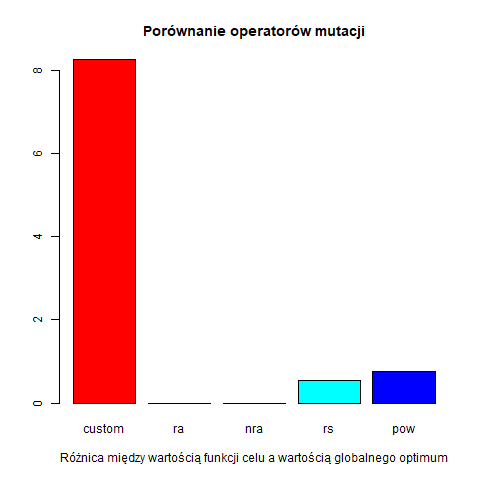 Porównanie operatorów mutacji
8
6
4
2
0
custom ra nra rs pow
Różnica między wartością funkcji celu a wartością globalnego optimum